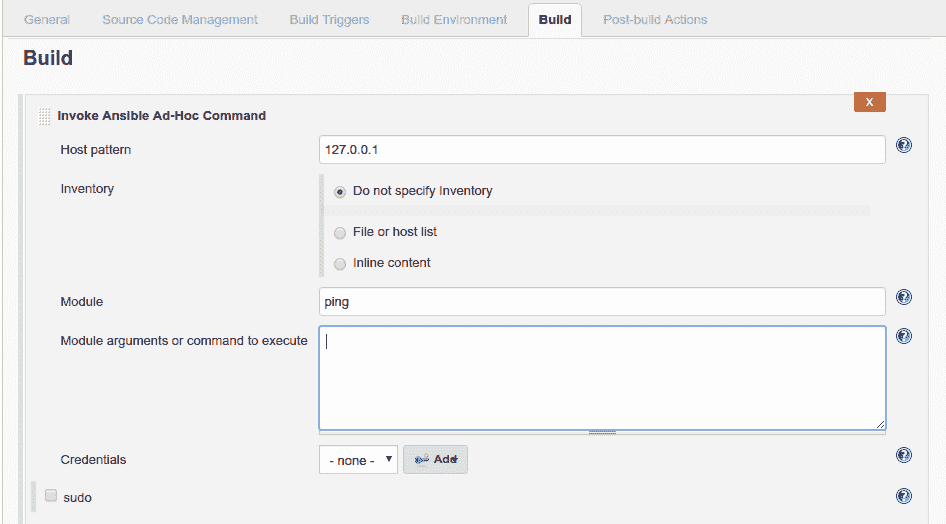 General Source Code Management Build Triggers Build Environment Build Post-build Actions
Build
X
Invoke Ansible Ad-Hoc Command
Host pattern 127.0.0.1
Inventory Do not specify Inventory
File or host list
Inline content
Module ping
Module arguments or command to execute
Credentials - none - Add
sudo